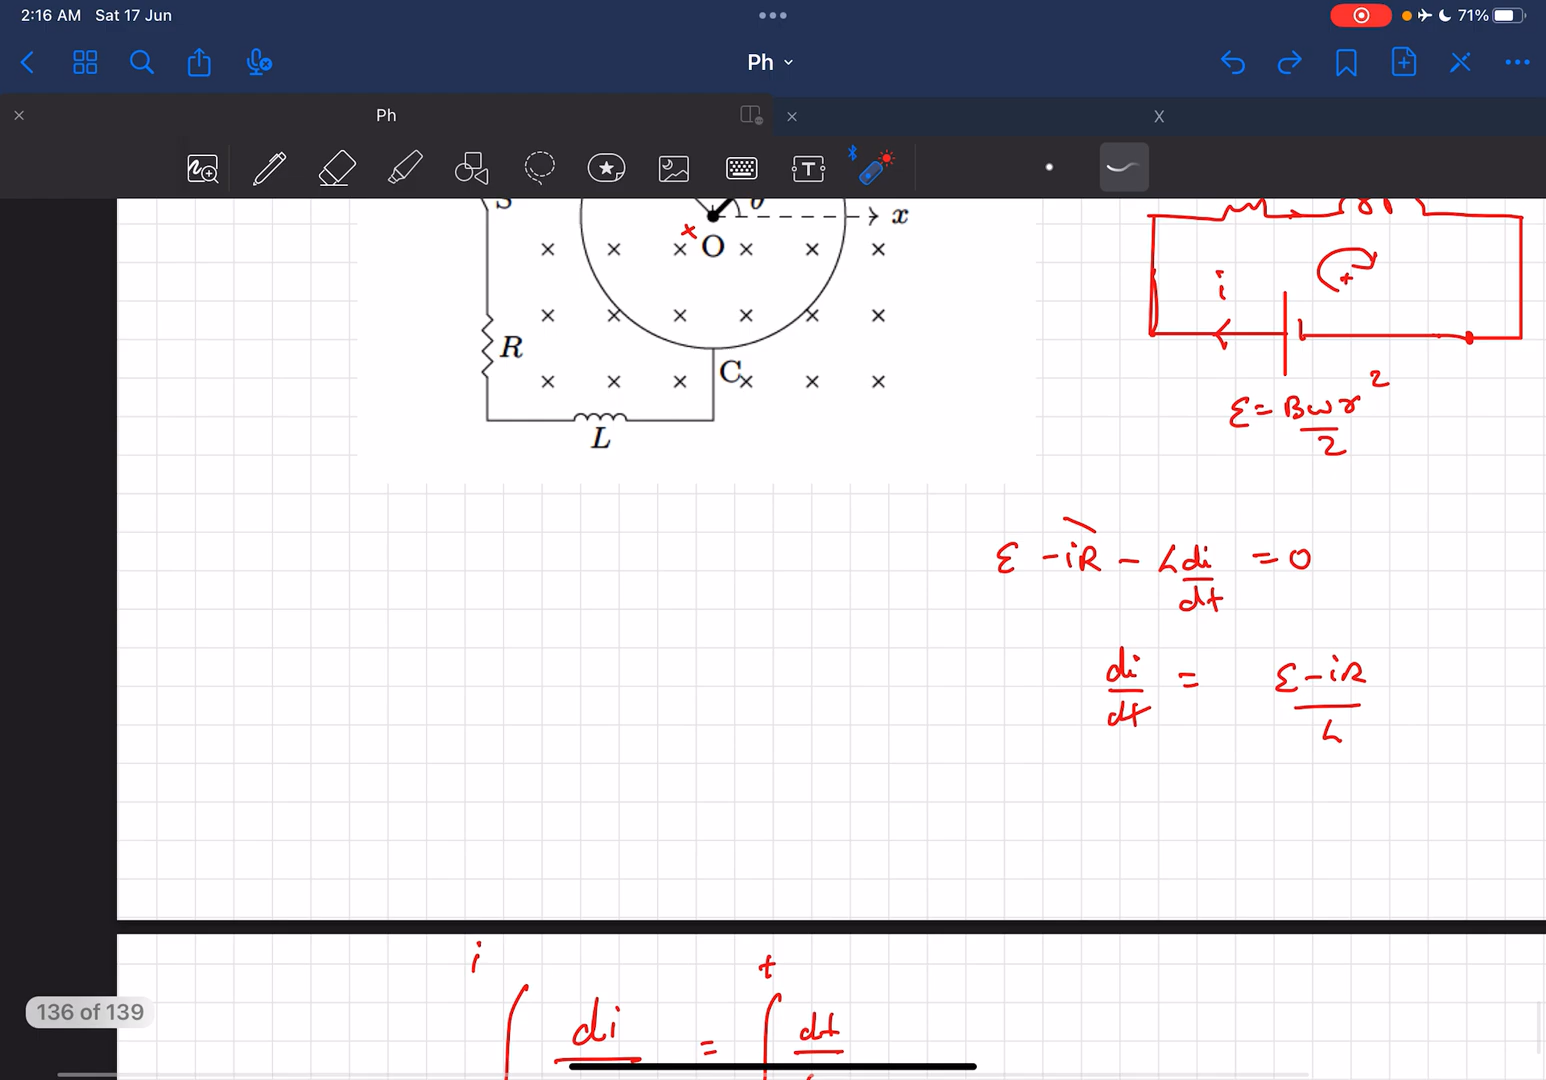 2:16 AM Sat 17 Jun
71%
Ph
Ph
X
T
S
θ
x
O
R
C
L
i
+
ε = Bωr²/2
ε - iR - L di/dt = 0
di/dt = ε - iR / L
i t
∫ di = ∫ dt
136 of 139